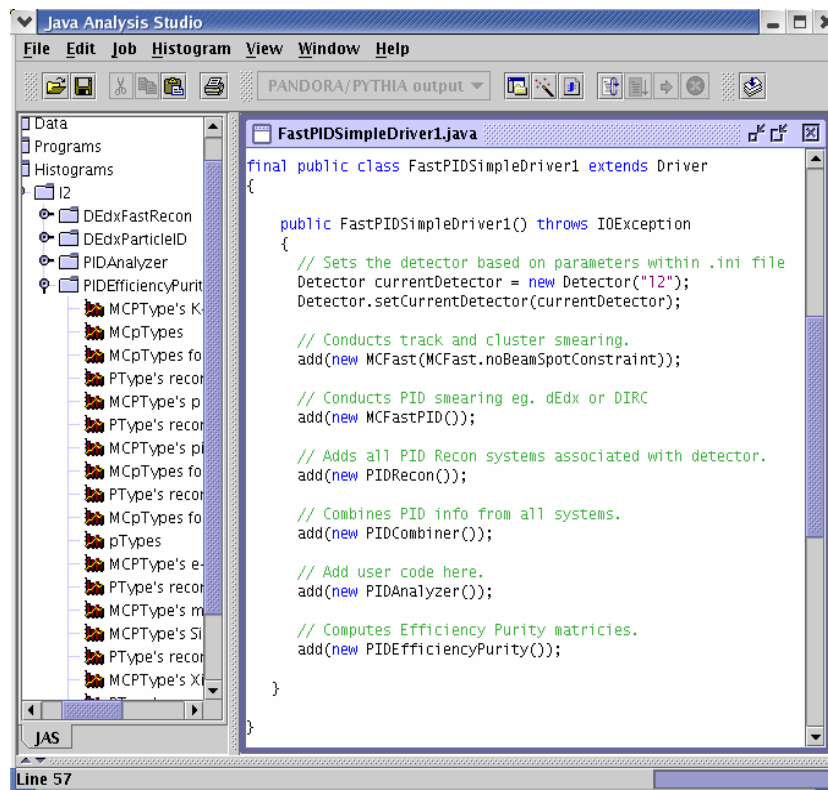 Java Analysis Studio
File Edit Job Histogram View Window Help
PANDORA/PYTHIA output
Data
Programs
Histograms
l2
DEdxFastRecon
DEdxParticleID
PIDAnalyzer
PIDEfficiencyPurit
MCPType's K-
MCpTypes
MCpTypes fo
PType's recor
MCPType's p
PType's recor
MCPType's pi
MCpTypes fo
PType's recor
MCpTypes fo
pTypes
MCPType's e-
PType's recor
MCPType's m
MCPType's Si
PType's recor
MCPType's Xi
JAS
FastPIDSimpleDriver1.java
final public class FastPIDSimpleDriver1 extends Driver
{
public FastPIDSimpleDriver1() throws IOException
{
// Sets the detector based on parameters within .ini file
Detector currentDetector = new Detector("l2");
Detector.setCurrentDetector(currentDetector);
// Conducts track and cluster smearing.
add(new MCFast(MCFast.noBeamSpotConstraint));
// Conducts PID smearing eg. dEdx or DIRC
add(new MCFastPID());
// Adds all PID Recon systems associated with detector.
add(new PIDRecon());
// Combines PID info from all systems.
add(new PIDCombiner());
// Add user code here.
add(new PIDAnalyzer());
// Computes Efficiency Purity matricies.
add(new PIDEfficiencyPurity());
}
}
Line 57